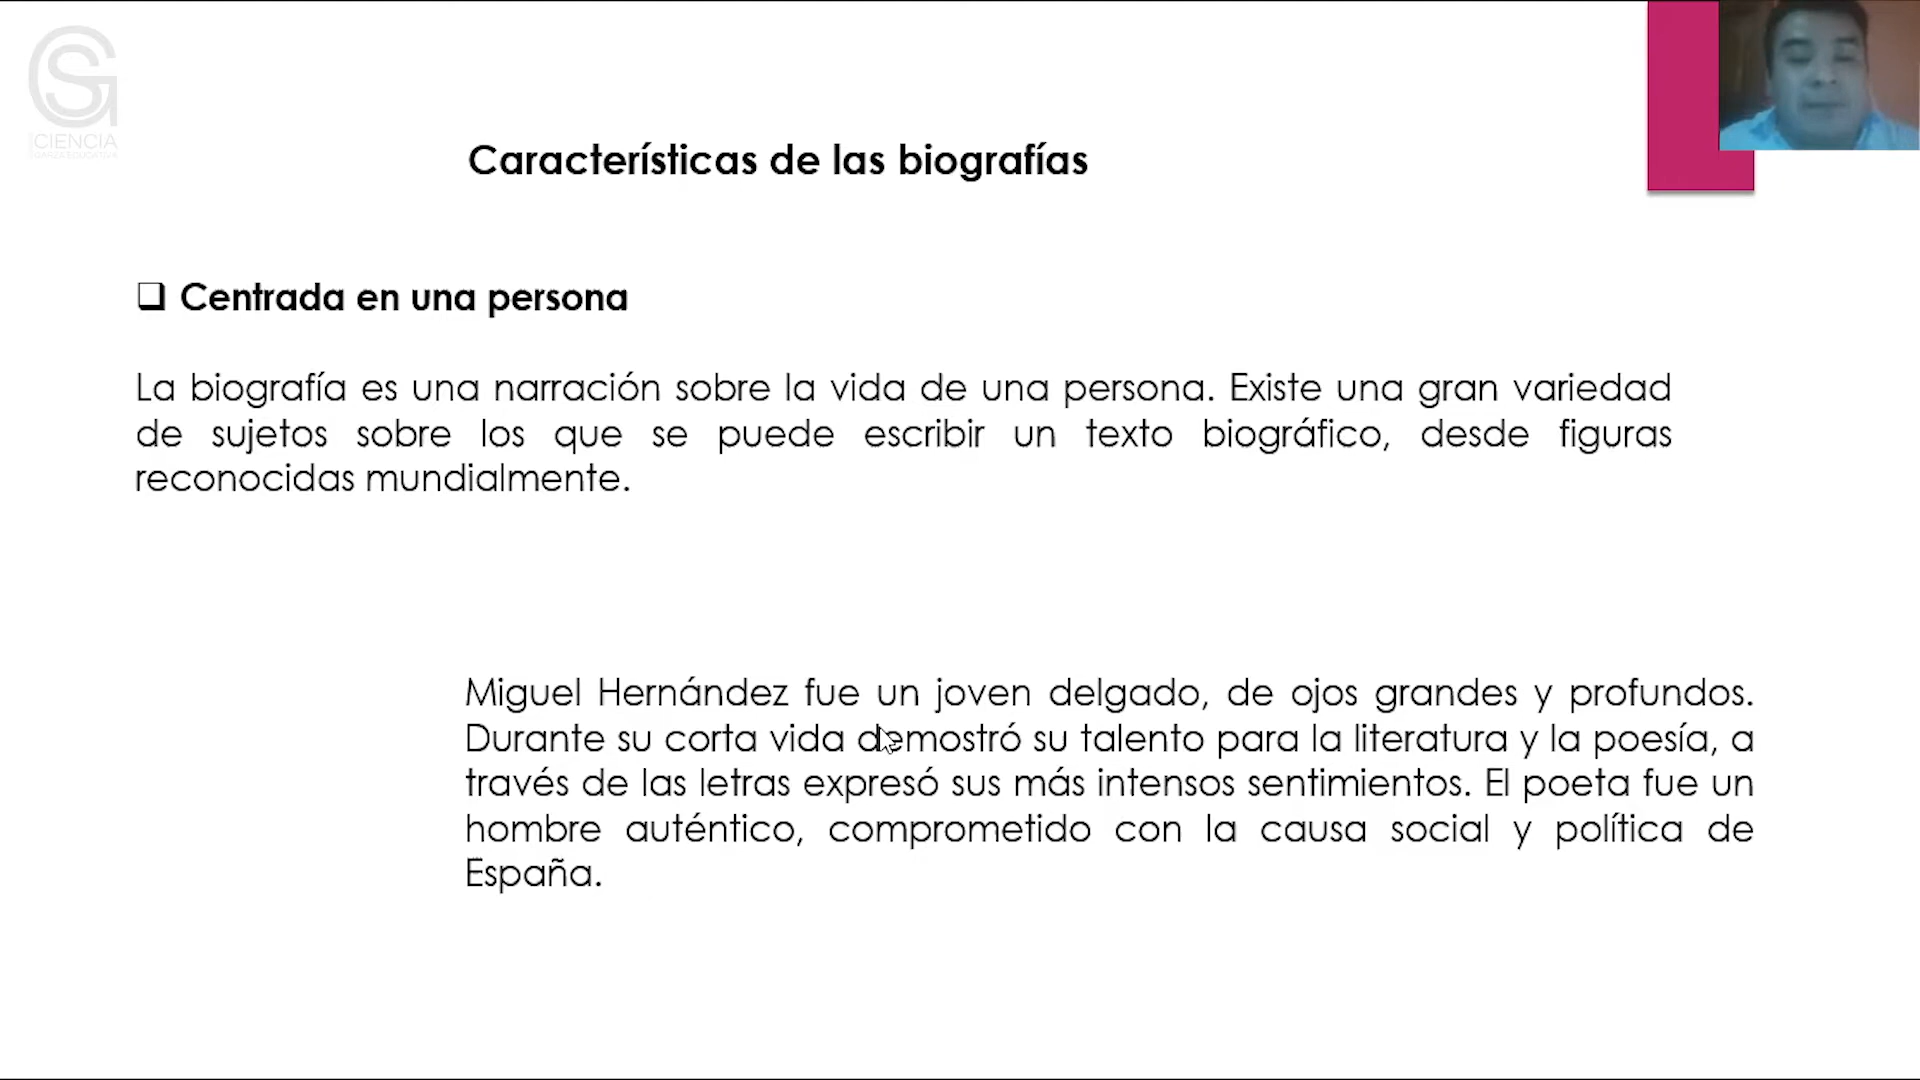 CIENCIA
DANZA EDUCATIVA
Características de las biografías
Centrada en una persona
La biografía es una narración sobre la vida de una persona. Existe una gran variedad
de sujetos sobre los que se puede escribir un texto biográfico, desde figuras
reconocidas mundialmente.
Miguel Hernández fue un joven delgado, de ojos grandes y profundos.
Durante su corta vida demostró su talento para la literatura y la poesía, a
través de las letras expresó sus más intensos sentimientos. El poeta fue un
hombre auténtico, comprometido con la causa social y política de
España.